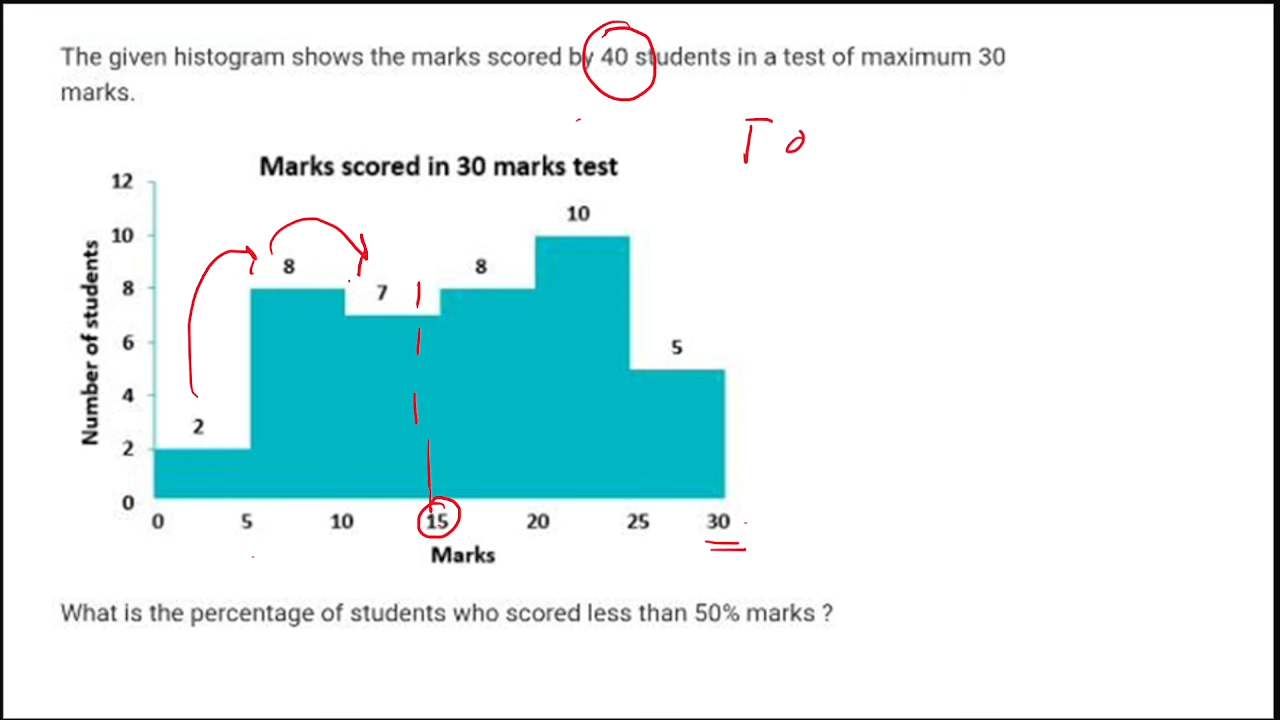 The given histogram shows the marks scored by 40 students in a test of maximum 30
marks.
To
Marks scored in 30 marks test
12
10
8
6
4
2
0
Number of students
2
8
7
8
10
5
0 5 10 15 20 25 30
Marks
What is the percentage of students who scored less than 50% marks ?